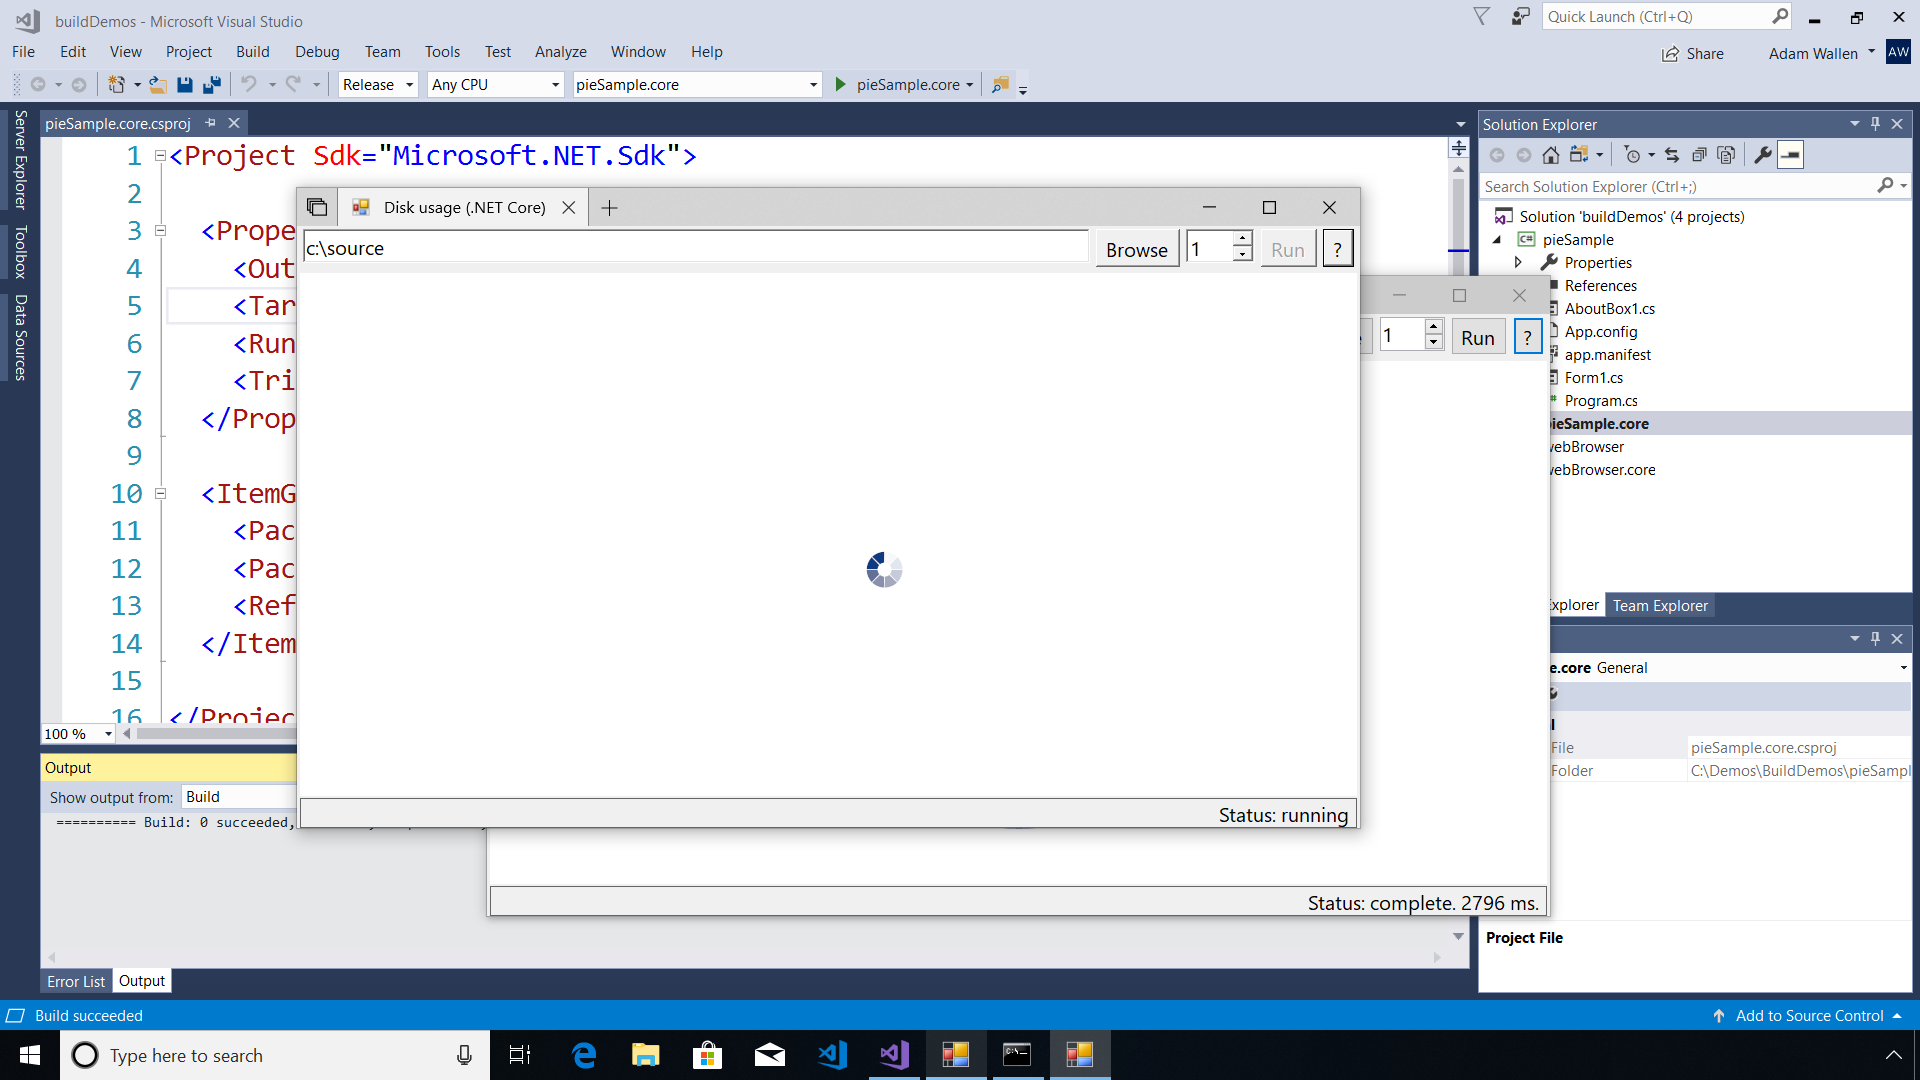 buildDemos - Microsoft Visual Studio
Quick Launch (Ctrl+Q)
File Edit View Project Build Debug Team Tools Test Analyze Window Help
Share Adam Wallen AW
Release Any CPU pieSample.core pieSample.core
Server Explorer
Toolbox
Data Sources
pieSample.core.csproj
1 <Project Sdk="Microsoft.NET.Sdk">
2
3 <Prope
4 <Out
5 <Tar
6 <Run
7 <Tri
8 </Prop
9
10 <ItemG
11 <Pac
12 <Pac
13 <Ref
14 </Item
15
16 </Projec
100 %
Disk usage (.NET Core)
c:\source Browse 1 Run ?
Status: running
1 Run ?
Status: complete. 2796 ms.
Output
Show output from: Build
========== Build: 0 succeeded,
Error List Output
Solution Explorer
Search Solution Explorer (Ctrl+;)
Solution 'buildDemos' (4 projects)
C# pieSample
Properties
References
AboutBox1.cs
App.config
app.manifest
Form1.cs
Program.cs
pieSample.core
webBrowser
webBrowser.core
Explorer Team Explorer
e.core General
File pieSample.core.csproj
Folder C:\Demos\BuildDemos\pieSampl
Project File
Build succeeded
Add to Source Control
Type here to search